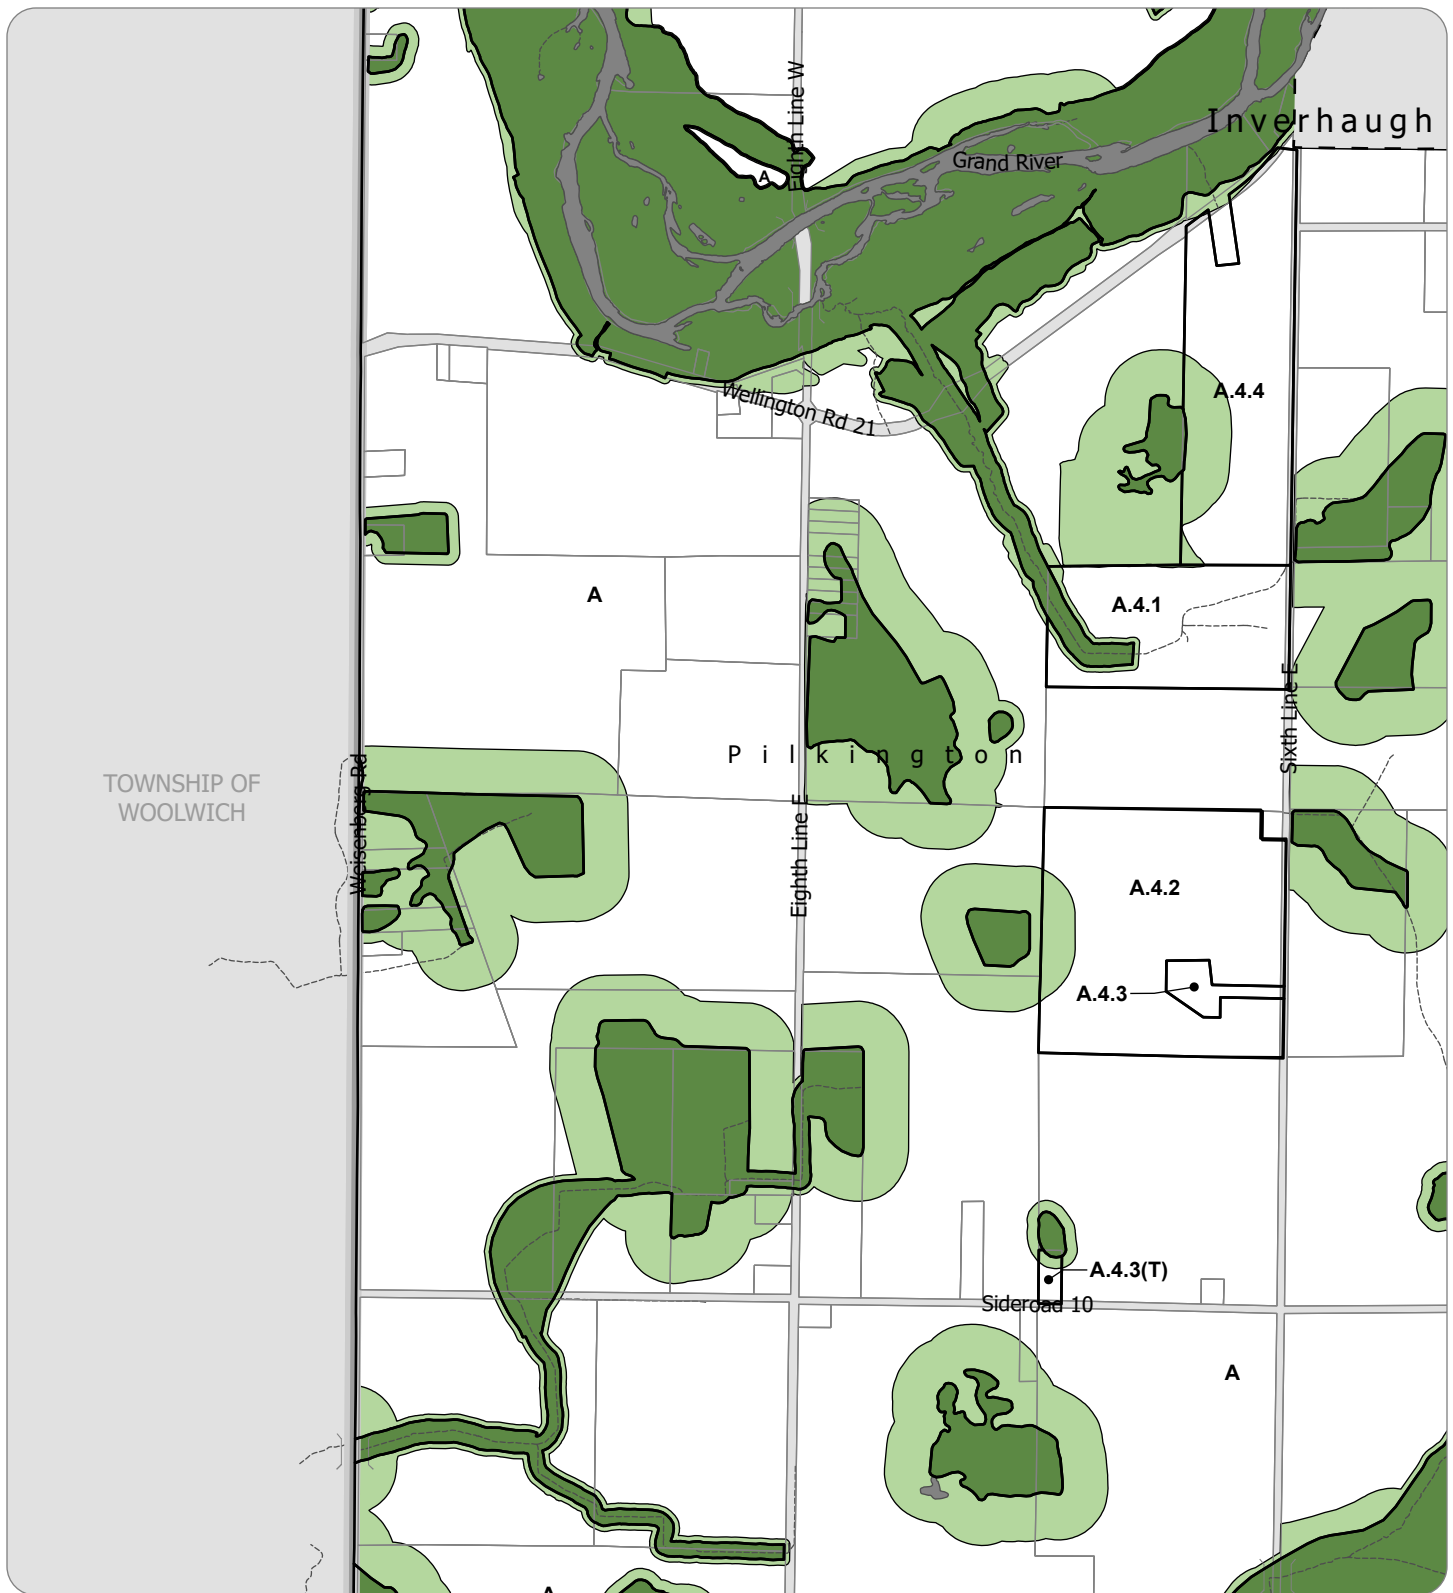 Eighth Line W
Inverhaugh
Grand River
A
A.4.4
Wellington Rd 21
A
A.4.1
Sixth Line E
Pilkington
TOWNSHIP OF
WOOLWICH
Weisenberg Rd
Eighth Line E
A.4.2
A.4.3
A.4.3(T)
Sideroad 10
A
A